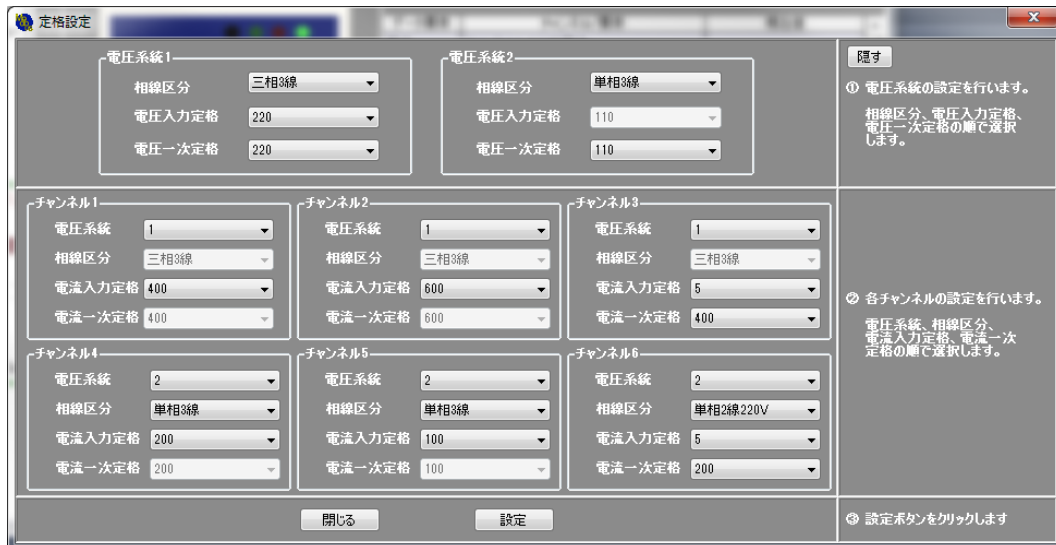 定格設定
電圧系統1
相線区分 三相3線
電圧入力定格 220
電圧一次定格 220
電圧系統2
相線区分 単相3線
電圧入力定格 110
電圧一次定格 110
隠す
① 電圧系統の設定を行います。
相線区分、電圧入力定格、
電圧一次定格の順で選択
します。
チャンネル1
電圧系統 1
相線区分 三相3線
電流入力定格 400
電流一次定格 400
チャンネル2
電圧系統 1
相線区分 三相3線
電流入力定格 600
電流一次定格 600
チャンネル3
電圧系統 1
相線区分 三相3線
電流入力定格 5
電流一次定格 400
チャンネル4
電圧系統 2
相線区分 単相3線
電流入力定格 200
電流一次定格 200
チャンネル5
電圧系統 2
相線区分 単相3線
電流入力定格 100
電流一次定格 100
チャンネル6
電圧系統 2
相線区分 単相2線220V
電流入力定格 5
電流一次定格 200
② 各チャンネルの設定を行います。
電圧系統、相線区分、
電流入力定格、電流一次
定格の順で選択します。
閉じる
設定
③ 設定ボタンをクリックします